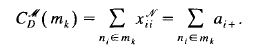 C_D^ℳ(m_k) = ∑_{n_i∈m_k} x_{ii}^𝒩 = ∑_{n_i∈m_k} a_{i+}.